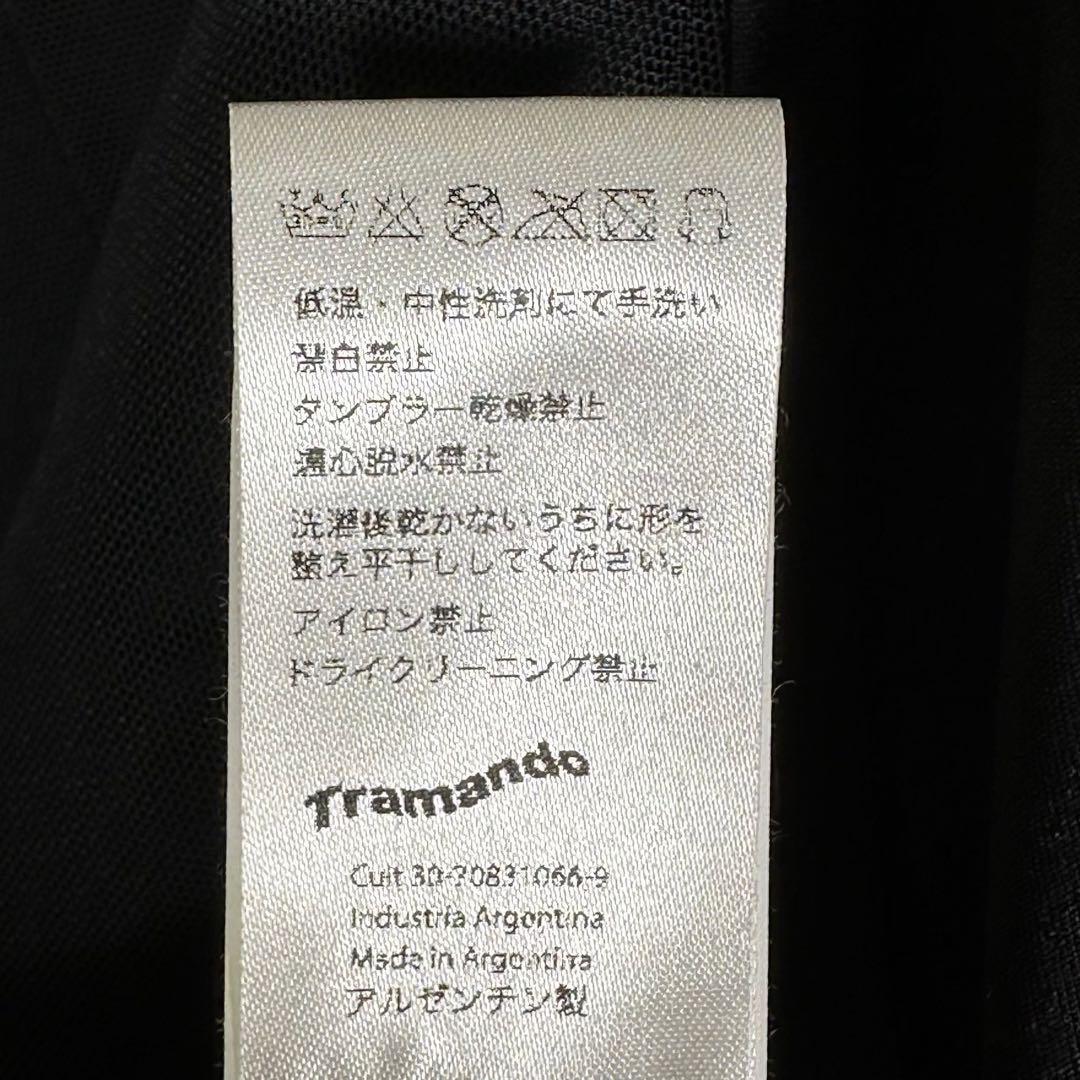 低温・中性洗剤にて手洗い
漂白禁止
タンブラー乾燥禁止
遠心脱水禁止
洗濯後乾かないうちに形を
整え平干ししてください。
アイロン禁止
ドライクリーニング禁止
Tramando
Cuit 30-70831066-9
Industria Argentina
Made in Argentina
アルゼンチン製